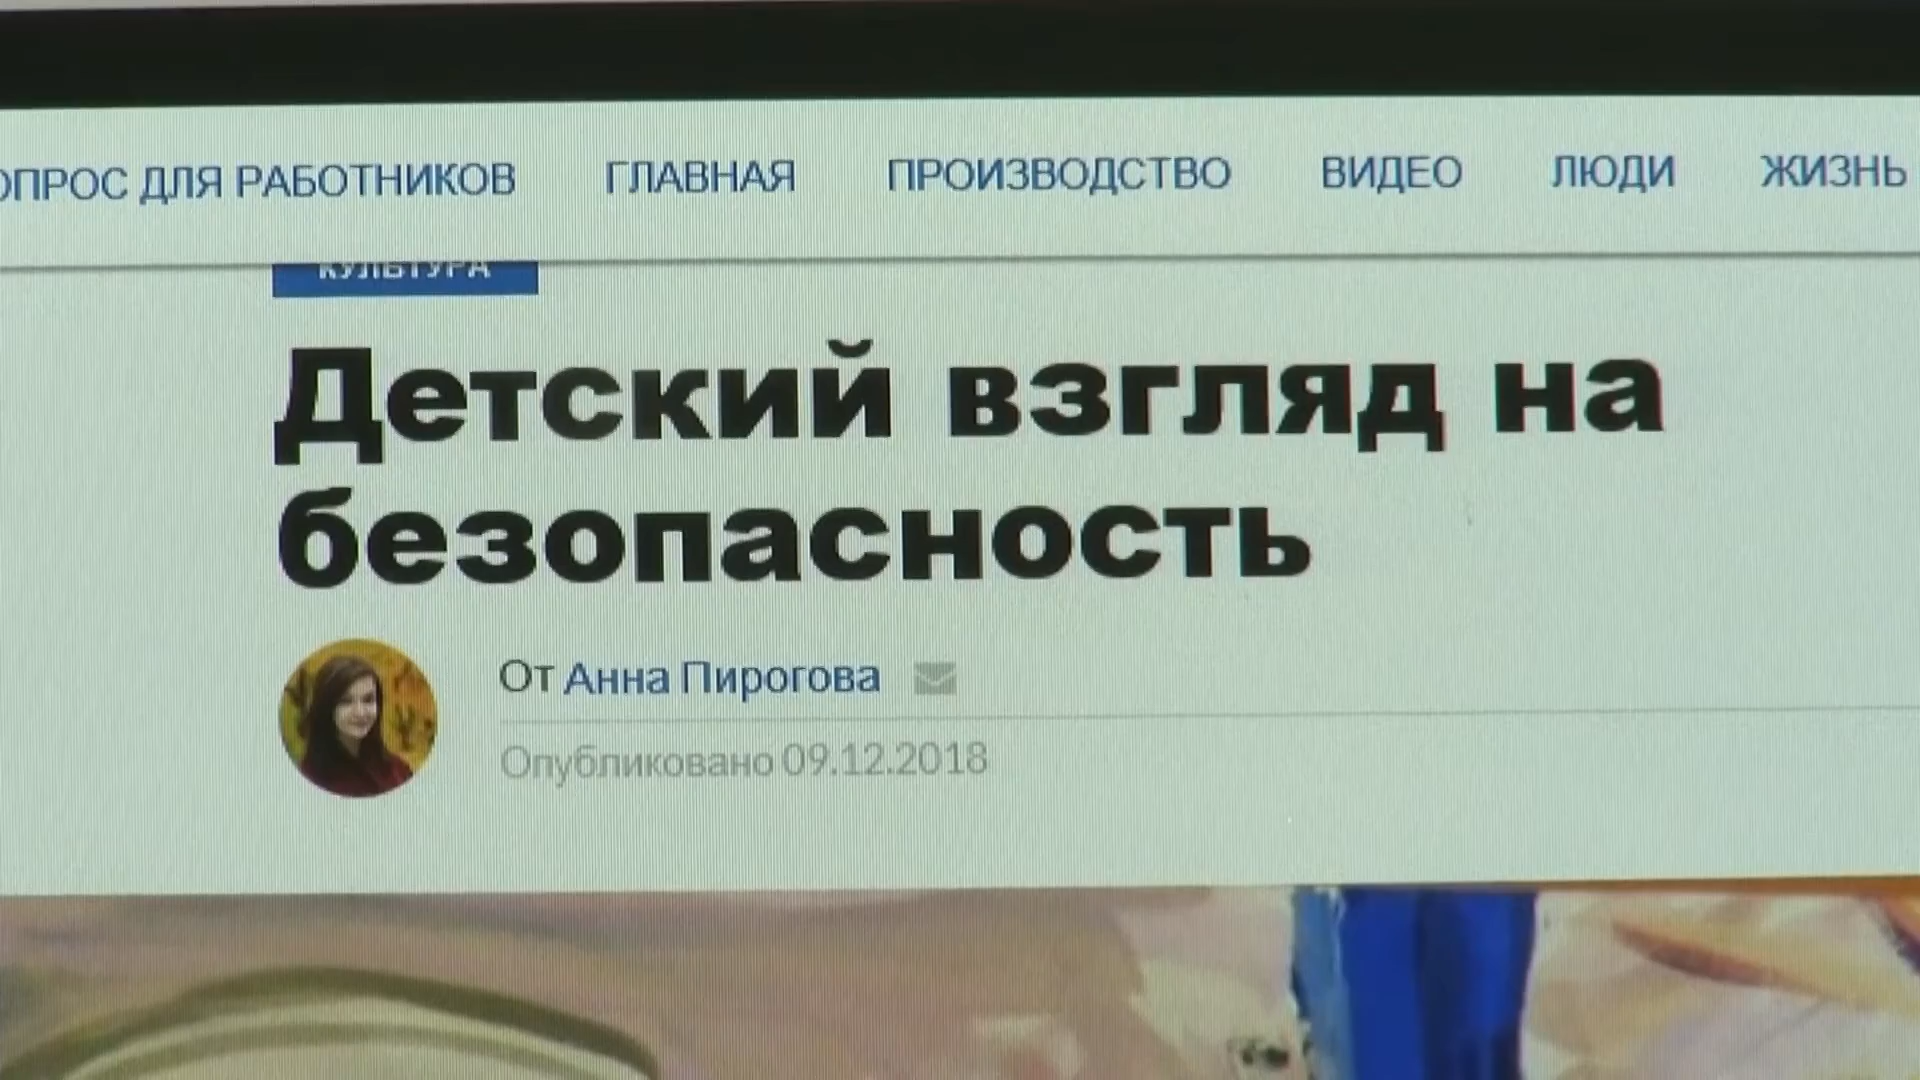 ОПРОС ДЛЯ РАБОТНИКОВ ГЛАВНАЯ ПРОИЗВОДСТВО ВИДЕО ЛЮДИ ЖИЗНЬ
КУЛЬТУРА
Детский взгляд на
безопасность
От Анна Пирогова
Опубликовано 09.12.2018